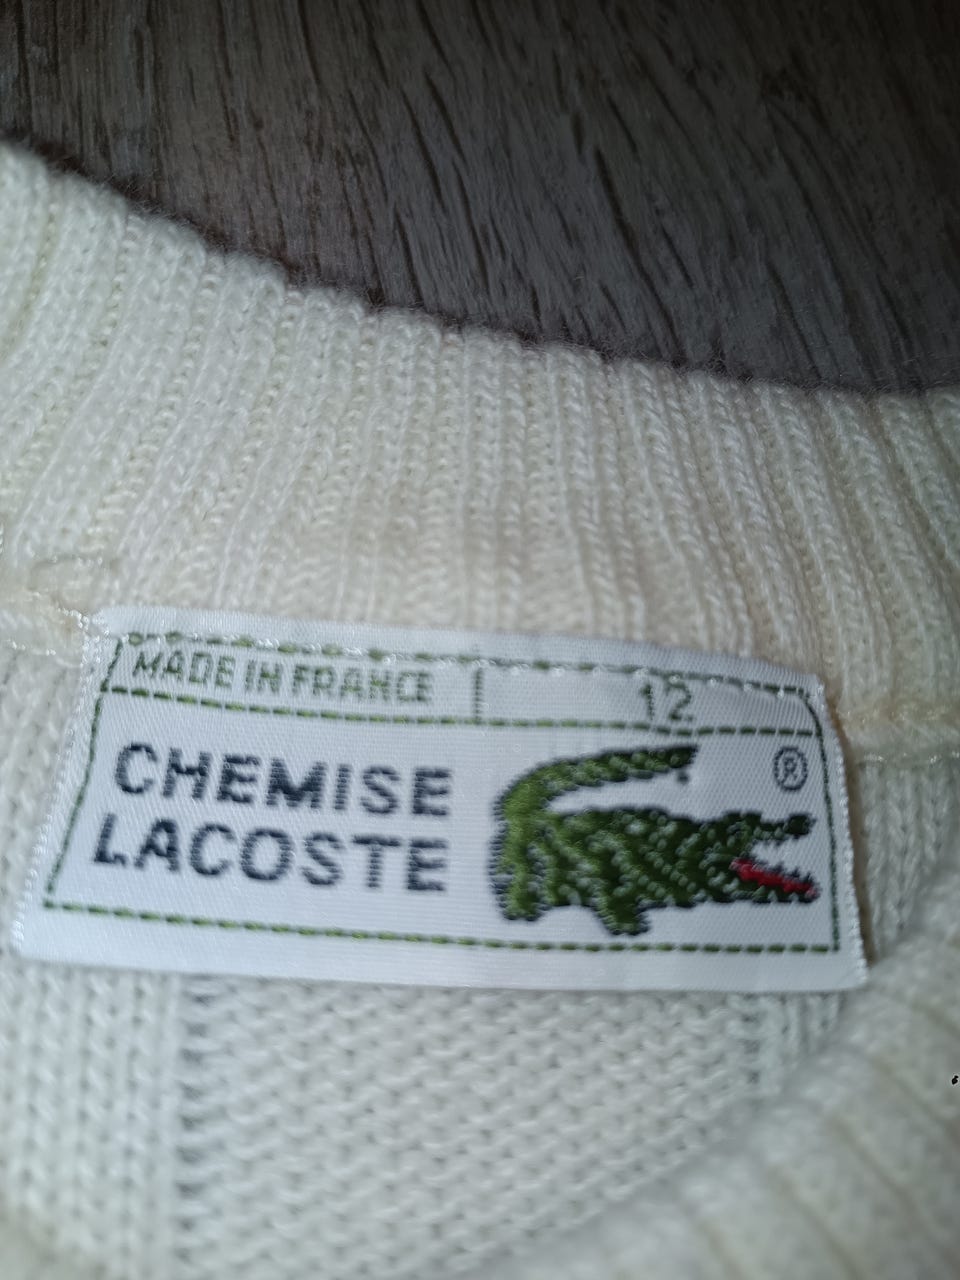 MADE IN FRANCE 12
CHEMISE
LACOSTE
®